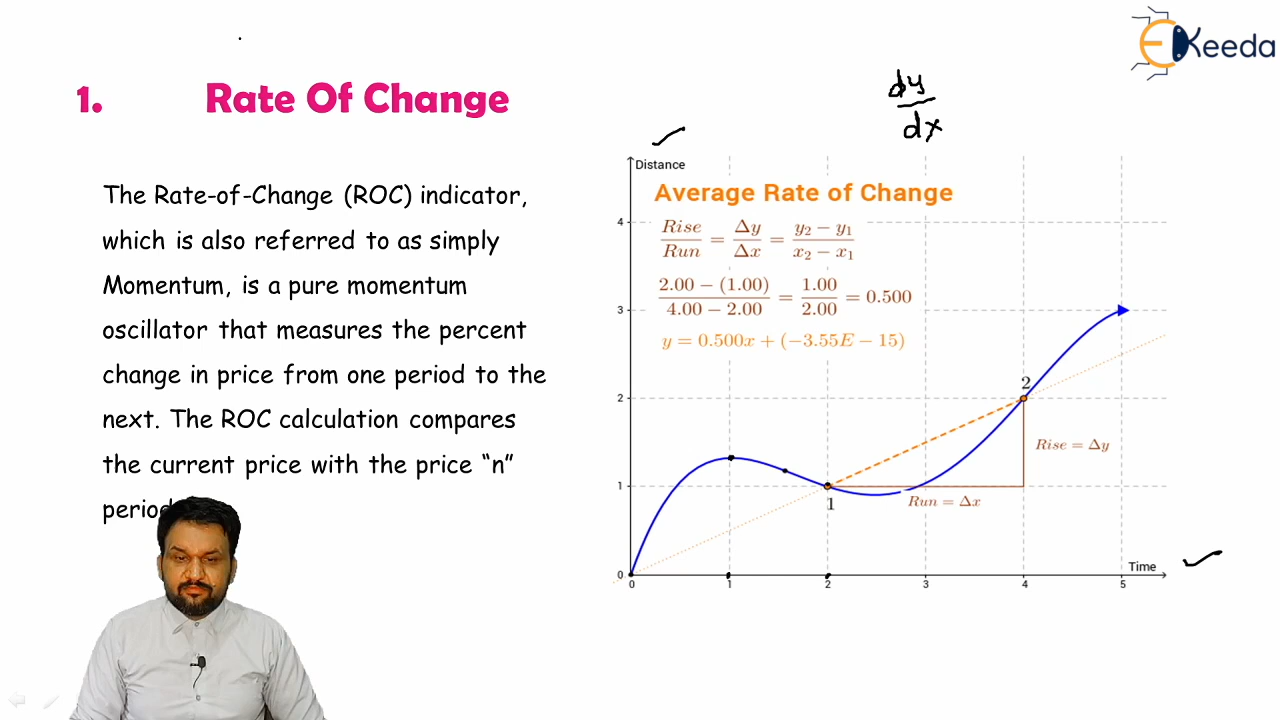 EKeeda
1. Rate Of Change
The Rate-of-Change (ROC) indicator,
which is also referred to as simply
Momentum, is a pure momentum
oscillator that measures the percent
change in price from one period to the
next. The ROC calculation compares
the current price with the price “n”
dy
dx
Distance
Average Rate of Change
Rise/Run = Δy/Δx = y₂ − y₁/x₂ − x₁
2.00 − (1.00)/4.00 − 2.00 = 1.00/2.00 = 0.500
y = 0.500x + (−3.55E − 15)
4
3
2
1
0
2
Rise = Δy
1
Run = Δx
Time
0 1 2 3 4 5